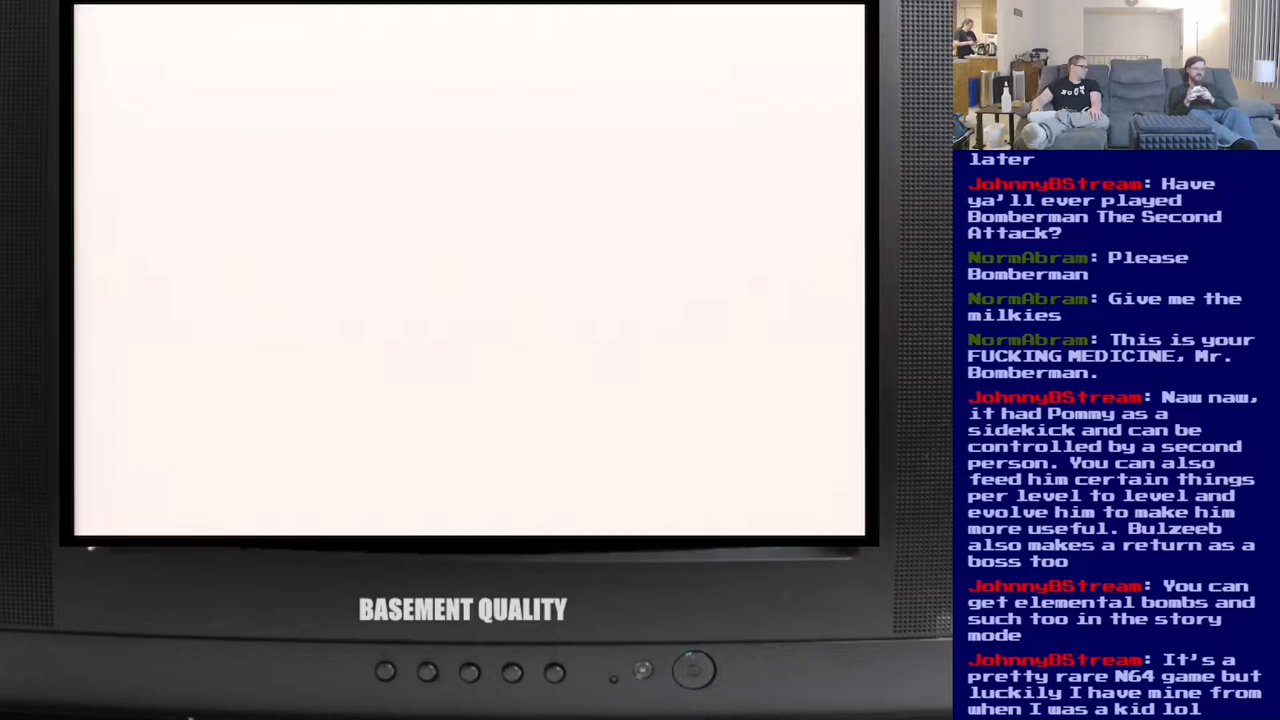 BASEMENT QUALITY
later
JohnnyBStream: Have
ya'll ever played
Bomberman The Second
Attack?
NormAbram: Please
Bomberman
NormAbram: Give me the
milkies
NormAbram: This is your
FUCKING MEDICINE, Mr.
Bomberman.
JohnnyBStream: Naw naw,
it had Pommy as a
sidekick and can be
controlled by a second
person. You can also
feed him certain things
per level to level and
evolve him to make him
more useful. Bulzeeb
also makes a return as a
boss too
JohnnyBStream: You can
get elemental bombs and
such too in the story
mode
JohnnyBStream: It's a
pretty rare N64 game but
luckily I have mine from
when I was a kid lol